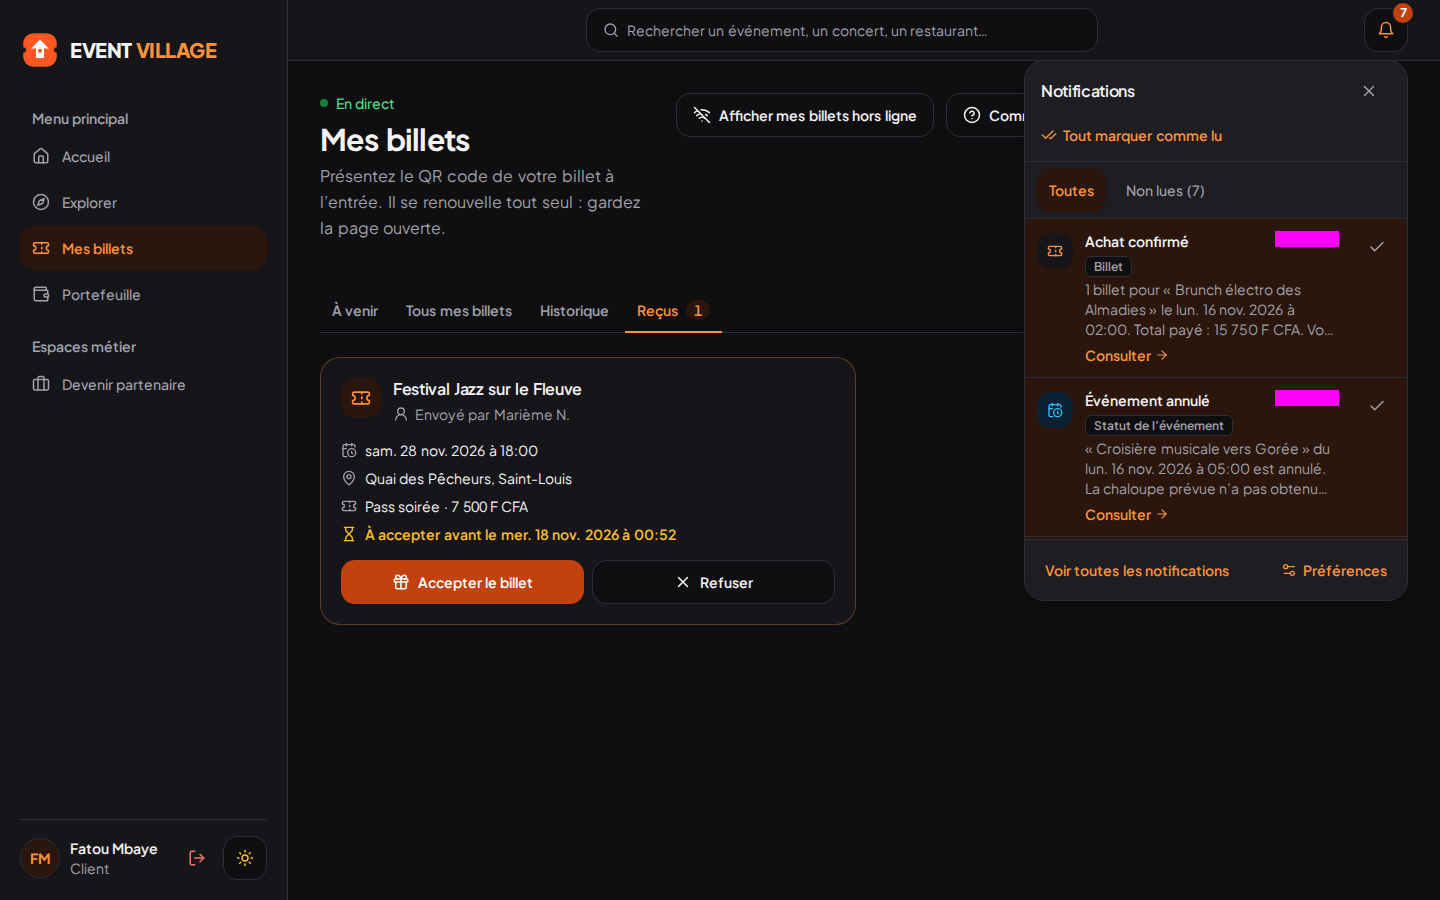 EVENT VILLAGE
Menu principal
Accueil
Explorer
Mes billets
Portefeuille
Espaces métier
Devenir partenaire
FM
Fatou Mbaye
Client
Rechercher un événement, un concert, un restaurant…
7
En direct
Mes billets
Présentez le QR code de votre billet à
l’entrée. Il se renouvelle tout seul : gardez
la page ouverte.
Afficher mes billets hors ligne
À venir
Tous mes billets
Historique
Reçus 1
Festival Jazz sur le Fleuve
Envoyé par Marième N.
sam. 28 nov. 2026 à 18:00
Quai des Pêcheurs, Saint-Louis
Pass soirée · 7 500 F CFA
À accepter avant le mer. 18 nov. 2026 à 00:52
Accepter le billet
Refuser
Notifications
Tout marquer comme lu
Toutes
Non lues (7)
Achat confirmé
Billet
1 billet pour « Brunch électro des
Almadies » le lun. 16 nov. 2026 à
02:00. Total payé : 15 750 F CFA. Vo…
Consulter
Événement annulé
Statut de l’événement
« Croisière musicale vers Gorée » du
lun. 16 nov. 2026 à 05:00 est annulé.
La chaloupe prévue n’a pas obtenu…
Consulter
Voir toutes les notifications
Préférences